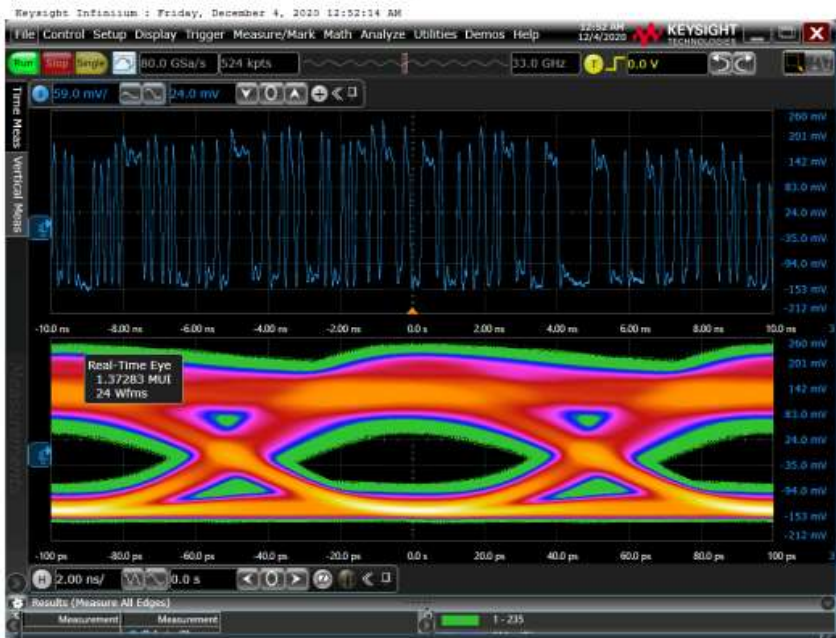 Keysight Infiniium : Friday, December 4, 2020 12:52:14 AM
File Control Setup Display Trigger Measure/Mark Math Analyze Utilities Demos Help 12:52 AM 12/4/2020 KEYSIGHT TECHNOLOGIES
Run Stop Single 80.0 GSa/s 524 kpts 33.0 GHz T 0.0 V
59.0 mV/ 24.0 mV 0
Time Meas
Vertical Meas
260 mV
201 mV
142 mV
83.0 mV
24.0 mV
-35.0 mV
-94.0 mV
-153 mV
-212 mV
-10.0 ns -8.00 ns -6.00 ns -4.00 ns -2.00 ns 0.0 s 2.00 ns 4.00 ns 6.00 ns 8.00 ns 10.0 ns
Real-Time Eye
1.37283 MUI
24 Wfms
260 mV
201 mV
142 mV
83.0 mV
24.0 mV
-35.0 mV
-94.0 mV
-153 mV
-212 mV
-100 ps -80.0 ps -60.0 ps -40.0 ps -20.0 ps 0.0 s 20.0 ps 40.0 ps 60.0 ps 80.0 ps 100 ps
H 2.00 ns/ 0.0 s 0
Results (Measure All Edges)
Measurement Measurement 1 - 235